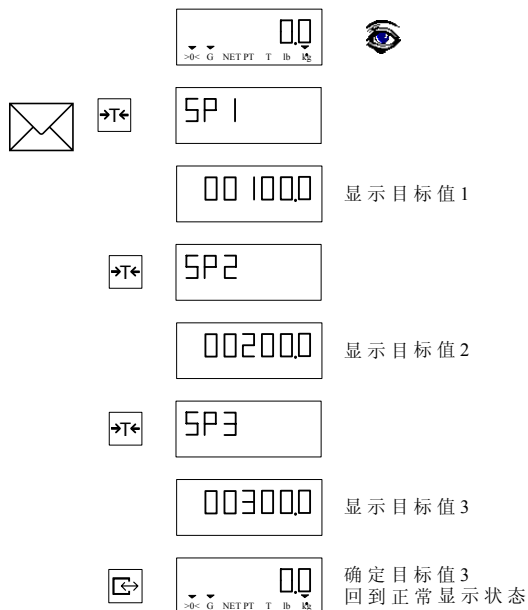 0.0
>0< G NET PT T lb kg
→T← SP1
00100.0 显示目标值1
→T← SP2
00200.0 显示目标值2
→T← SP3
00300.0 显示目标值3
确定目标值3
0.0 回到正常显示状态
>0< G NET PT T lb kg